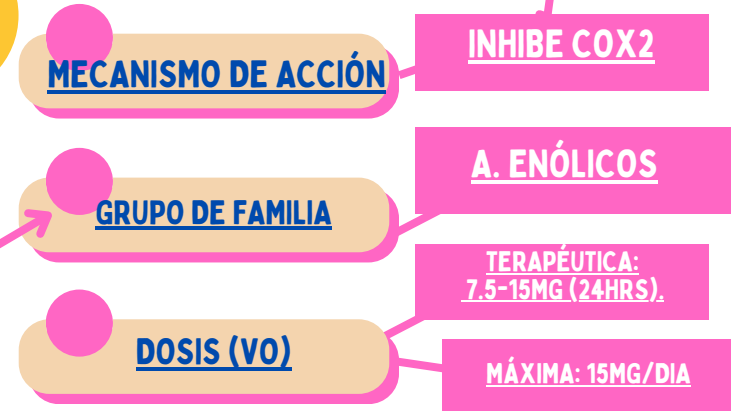 MECANISMO DE ACCIÓN
INHIBE COX2
GRUPO DE FAMILIA
A. ENÓLICOS
DOSIS (VO)
TERAPÉUTICA:
7.5-15MG (24HRS).
MÁXIMA: 15MG/DIA